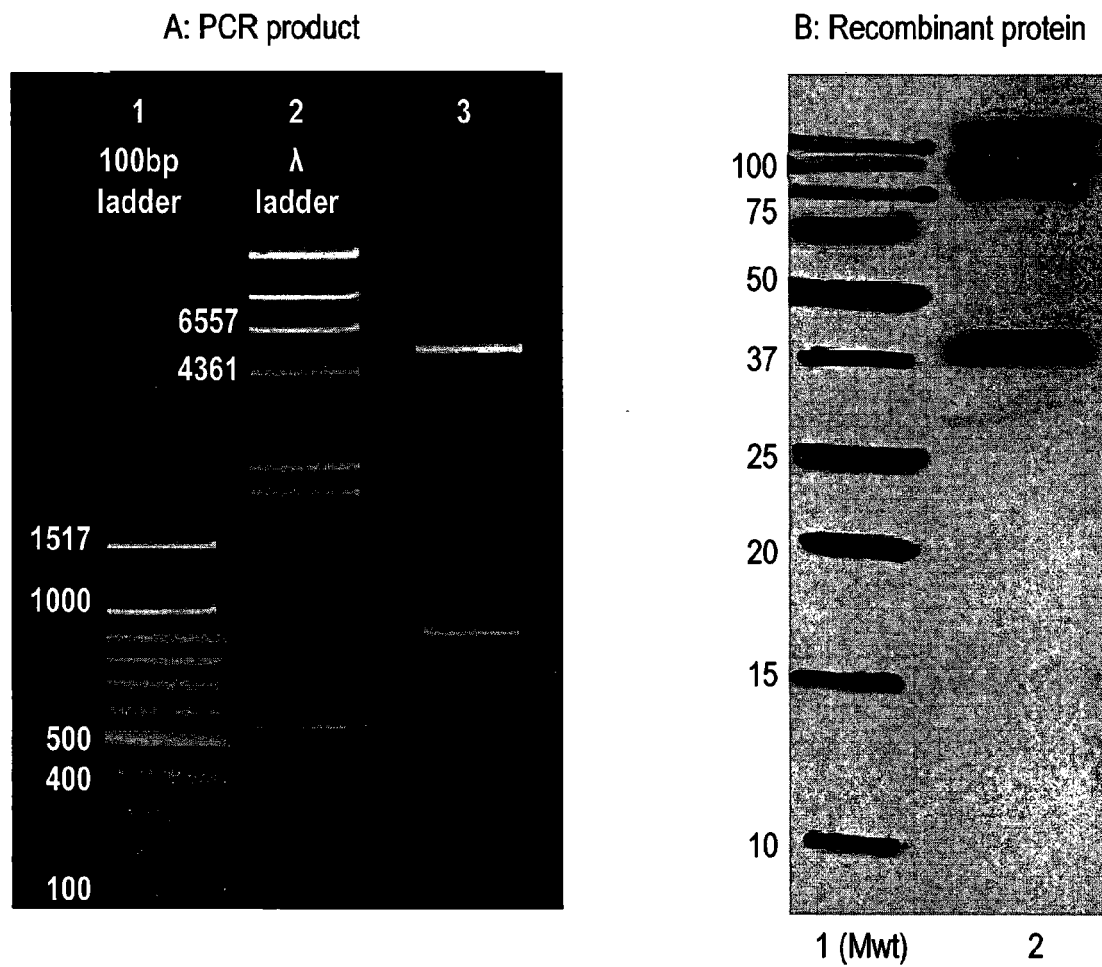 A: PCR product
1
2
3
100bp
ladder
λ
ladder
6557
4361
1517
1000
500
400
100
B: Recombinant protein
100
75
50
37
25
20
15
10
1 (Mwt)
2